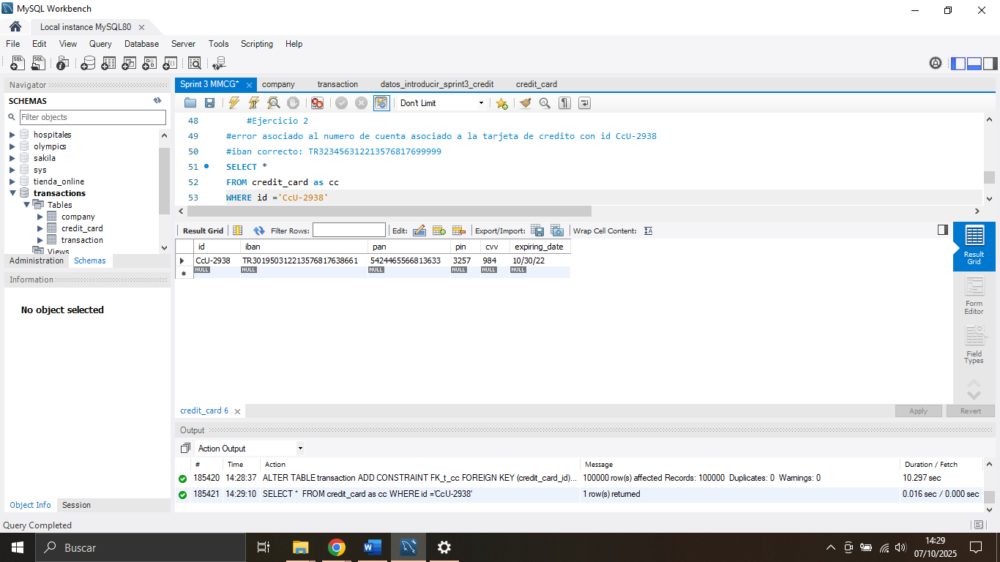 MySQL Workbench
Local instance MySQL80
File Edit View Query Database Server Tools Scripting Help
Navigator
SCHEMAS
Filter objects
hospitales
olympics
sakila
sys
tienda_online
transactions
Tables
company
credit_card
transaction
Views
Administration Schemas
Information
No object selected
Object Info Session
Sprint 3 MMCG* company transaction datos_introducir_sprint3_credit credit_card
Don't Limit
48 #Ejercicio 2
49 #error asociado al numero de cuenta asociado a la tarjeta de credito con id CcU-2938
50 #iban correcto: TR323456312213576817699999
51 SELECT *
52 FROM credit_card as cc
53 WHERE id ='CcU-2938'
Result Grid Filter Rows: Edit: Export/Import: Wrap Cell Content:
id iban pan pin cvv expiring_date
CcU-2938 TR301950312213576817638661 5424465566813633 3257 984 10/30/22
NULL NULL NULL NULL NULL NULL
Result Grid
Form Editor
Field Types
credit_card 6
Apply Revert
Output
Action Output
# Time Action Message Duration / Fetch
185420 14:28:37 ALTER TABLE transaction ADD CONSTRAINT FK_t_cc FOREIGN KEY (credit_card_id)... 100000 row(s) affected Records: 100000 Duplicates: 0 Warnings: 0 10.297 sec
185421 14:29:10 SELECT * FROM credit_card as cc WHERE id ='CcU-2938' 1 row(s) returned 0.016 sec / 0.000 sec
Query Completed
Buscar
14:29
07/10/2025